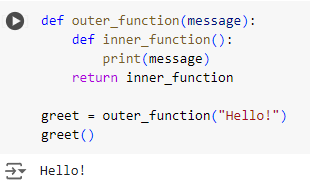 def outer_function(message):
    def inner_function():
        print(message)
    return inner_function

greet = outer_function("Hello!")
greet()
Hello!